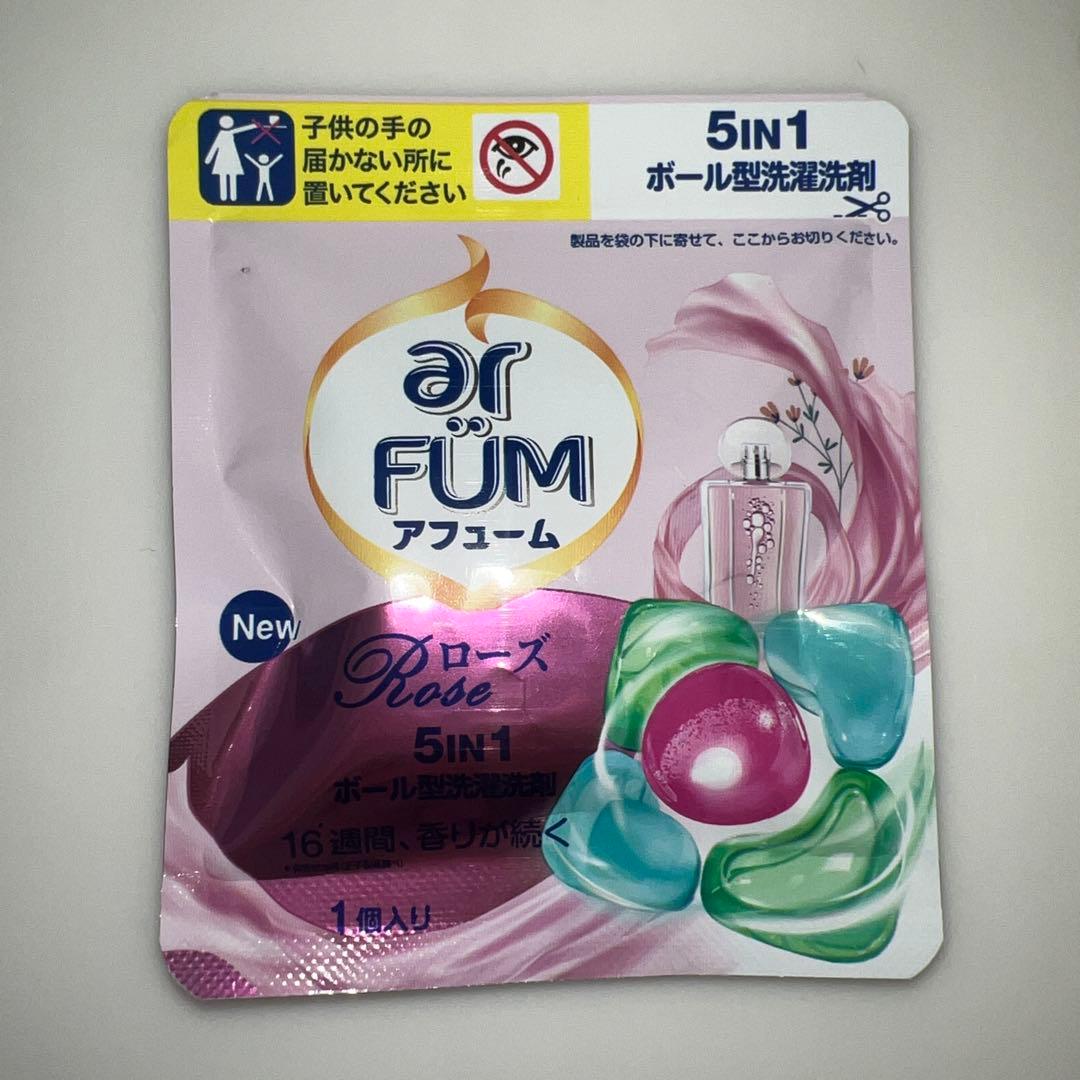 子供の手の
届かない所に
置いてください
5IN1
ボール型洗濯洗剤
製品を袋の下に寄せて、ここからお切りください。
ar
FÜM
アフューム
New
ローズ
Rose
5IN1
ボール型洗濯洗剤
16週間、香りが続く
1個入り